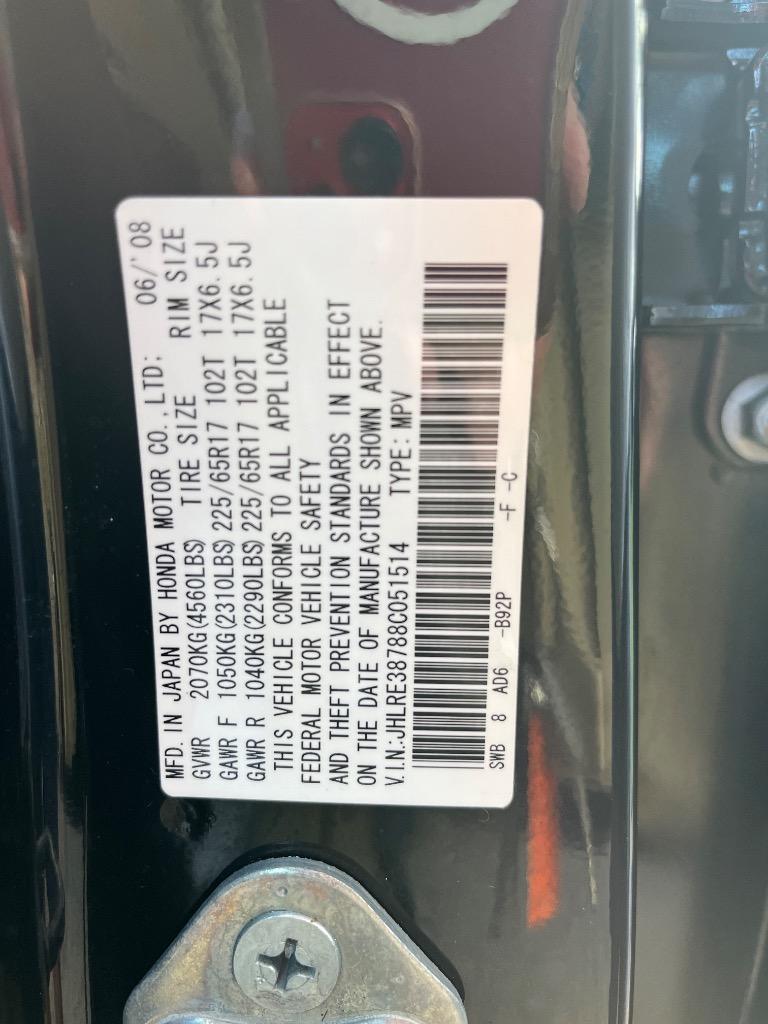 MFD. IN JAPAN BY HONDA MOTOR CO., LTD: 06/'08
GVWR 2070KG(4560LBS) TIRE SIZE RIM SIZE
GAWR F 1050KG(2310LBS) 225/65R17 102T 17X6.5J
GAWR R 1040KG(2290LBS) 225/65R17 102T 17X6.5J
THIS VEHICLE CONFORMS TO ALL APPLICABLE
FEDERAL MOTOR VEHICLE SAFETY
AND THEFT PREVENTION STANDARDS IN EFFECT
ON THE DATE OF MANUFACTURE SHOWN ABOVE.
V.I.N.:JHLRE38788C051514 TYPE: MPV
SWB 8 AD6 -B92P -F -C